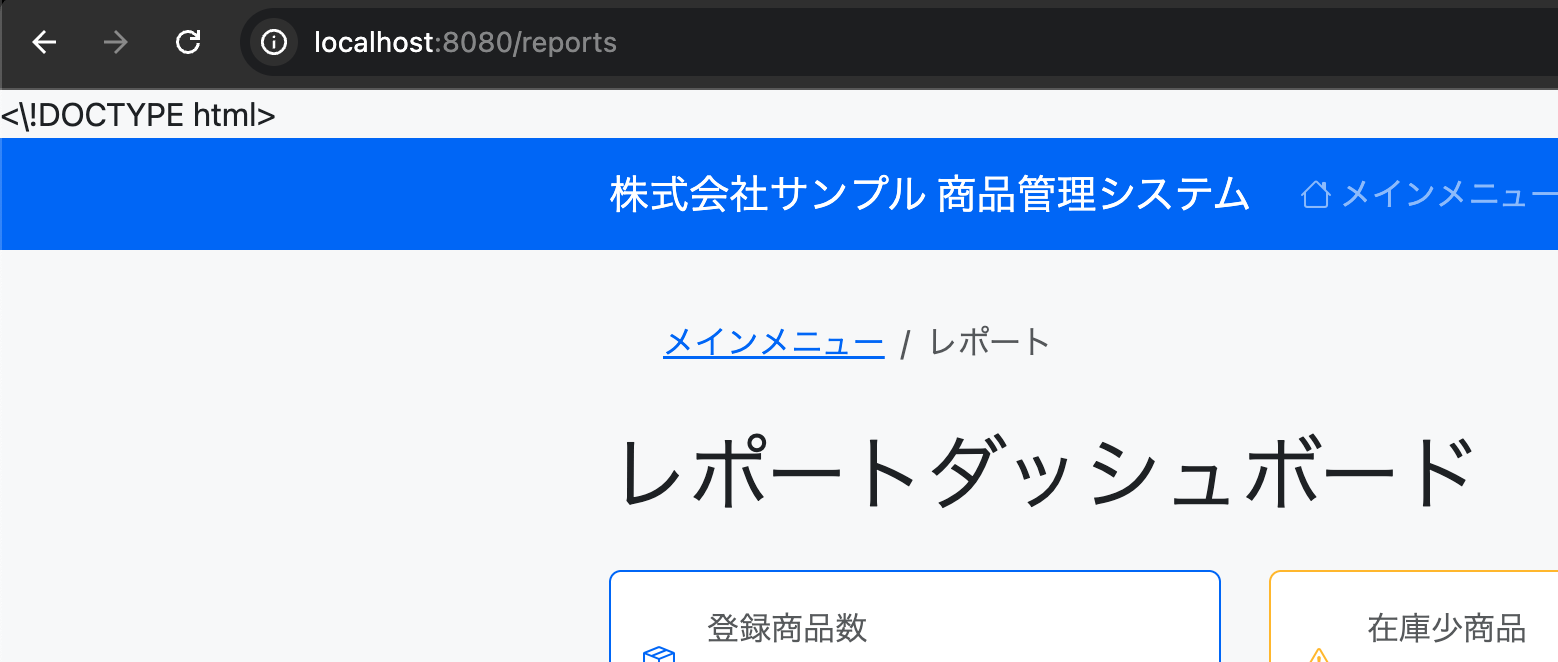 localhost:8080/reports
<\!DOCTYPE html>
株式会社サンプル 商品管理システム メインメニュー
メインメニュー / レポート
レポートダッシュボード
登録商品数 在庫少商品